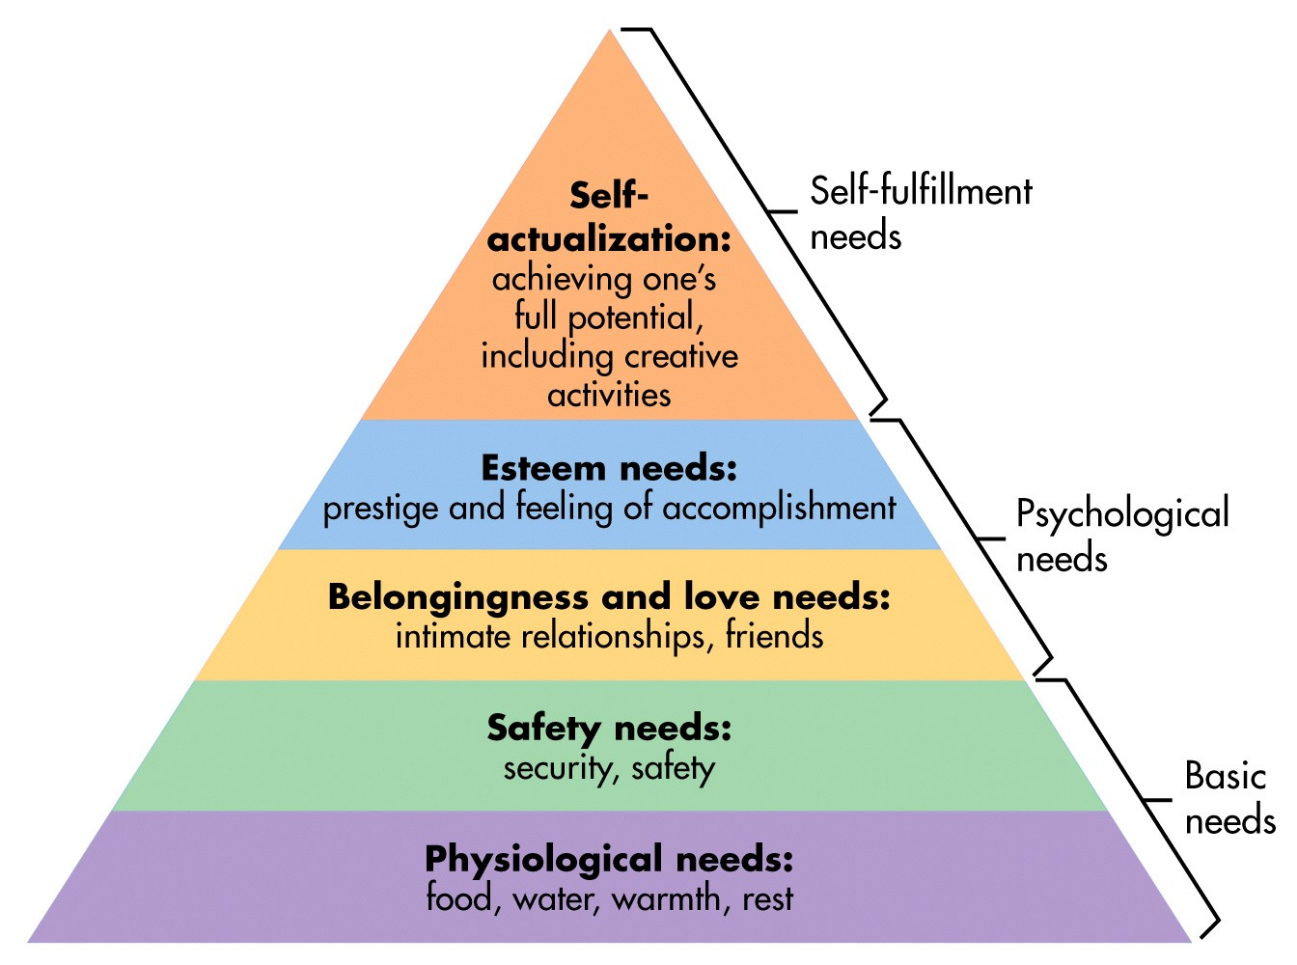 Self-
actualization:
achieving one’s
full potential,
including creative
activities
Self-fulfillment
needs
Esteem needs:
prestige and feeling of accomplishment
Belongingness and love needs:
intimate relationships, friends
Psychological
needs
Safety needs:
security, safety
Physiological needs:
food, water, warmth, rest
Basic
needs